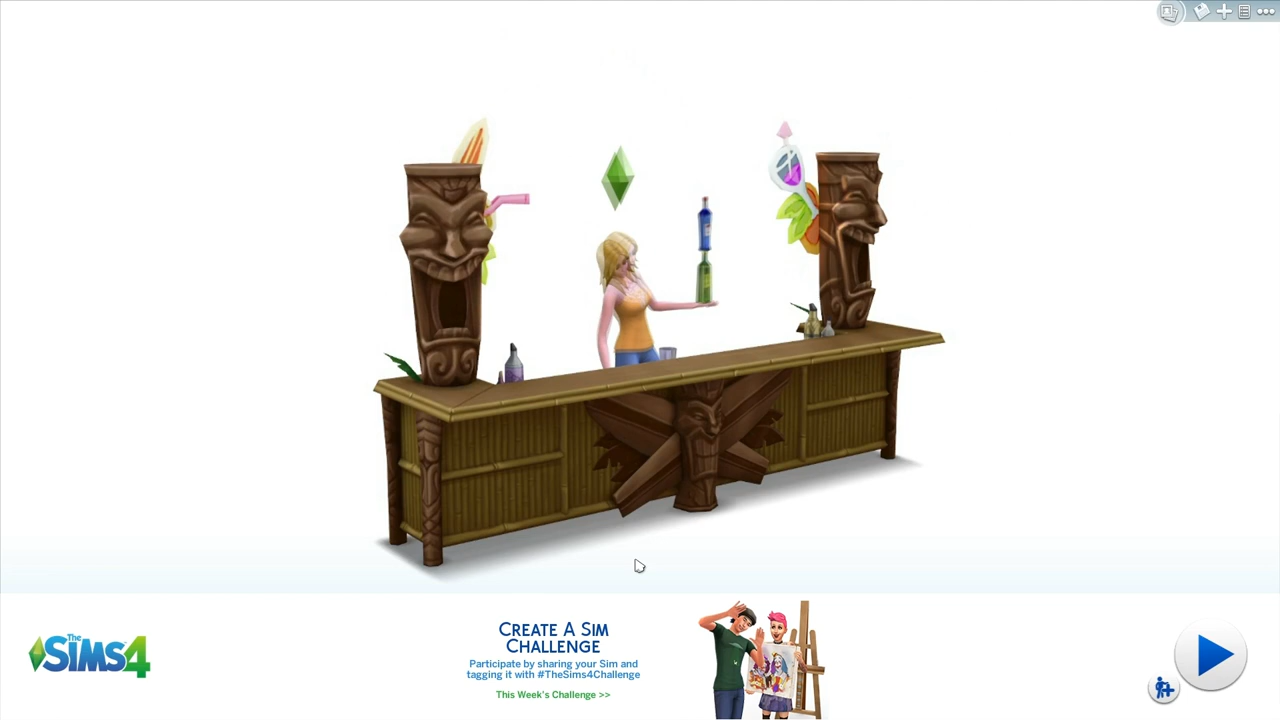 The
SiMS4
CREATE A SIM
CHALLENGE
Participate by sharing your Sim and
tagging it with #TheSims4Challenge
This Week's Challenge >>